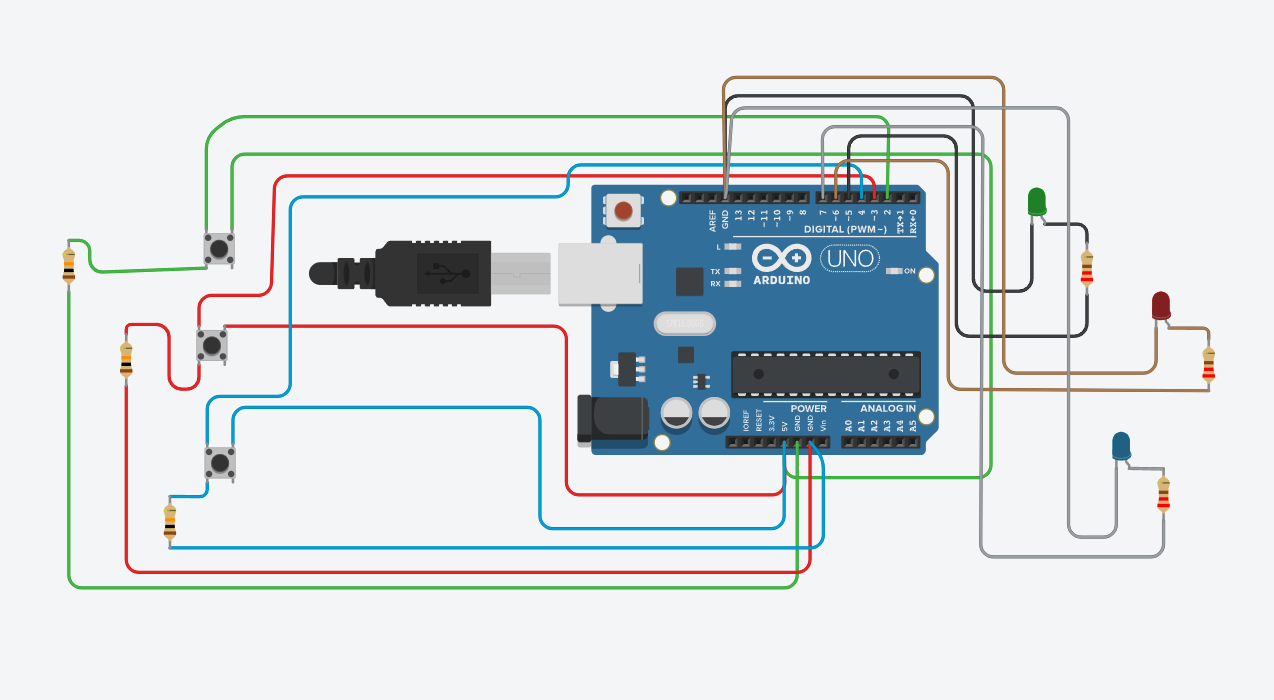 AREF
GND
13
12
~11
~10
~9
8
7
~6
~5
4
~3
2
TX→1
RX←0
DIGITAL (PWM~)
L
TX
RX
ARDUINO
UNO
ON
POWER
ANALOG IN
IOREF
RESET
3.3V
5V
GND
GND
Vin
A0
A1
A2
A3
A4
A5